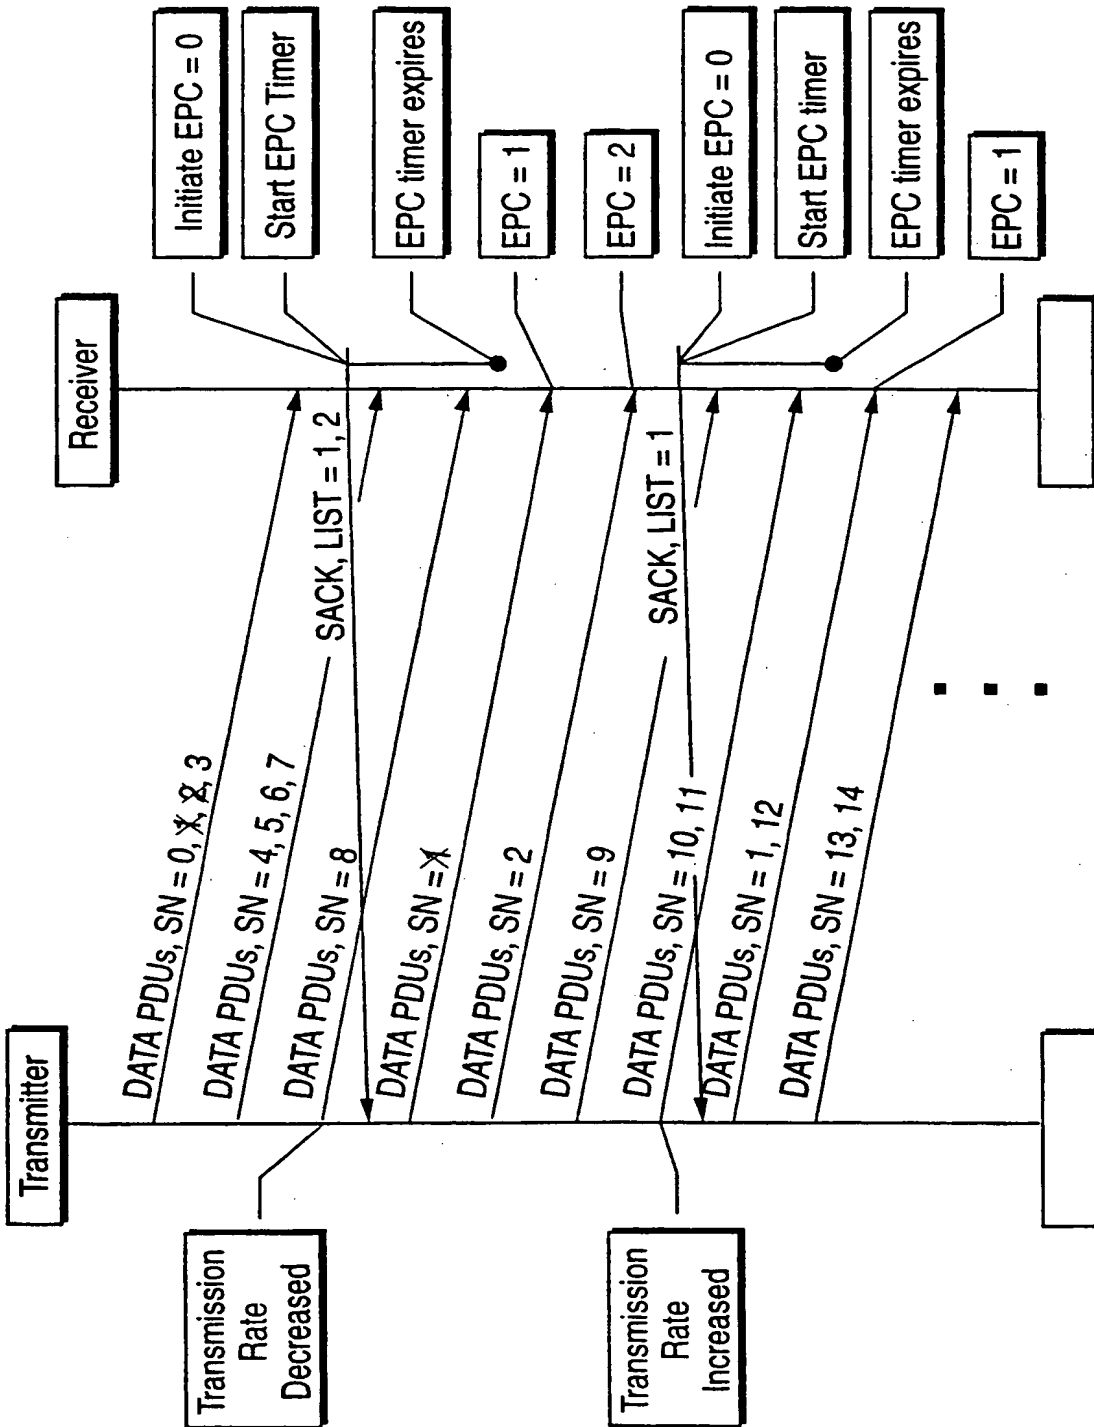 Transmitter
Receiver
Transmission
Rate
Decreased
Transmission
Rate
Increased
DATA PDUs, SN = 0, 1, 2, 3
DATA PDUs, SN = 4, 5, 6, 7
DATA PDUs, SN = 8
DATA PDUs, SN = 1
DATA PDUs, SN = 2
DATA PDUs, SN = 9
DATA PDUs, SN = 10, 11
DATA PDUs, SN = 1, 12
DATA PDUs, SN = 13, 14
SACK, LIST = 1, 2
SACK, LIST = 1
Initiate EPC = 0
Start EPC Timer
EPC timer expires
EPC = 1
EPC = 2
Initiate EPC = 0
Start EPC timer
EPC timer expires
EPC = 1